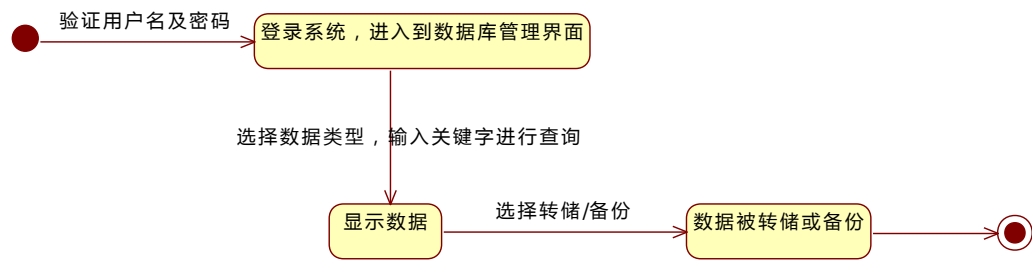 验证用户名及密码
登录系统，进入到数据库管理界面
选择数据类型，输入关键字进行查询
显示数据
选择转储/备份
数据被转储或备份